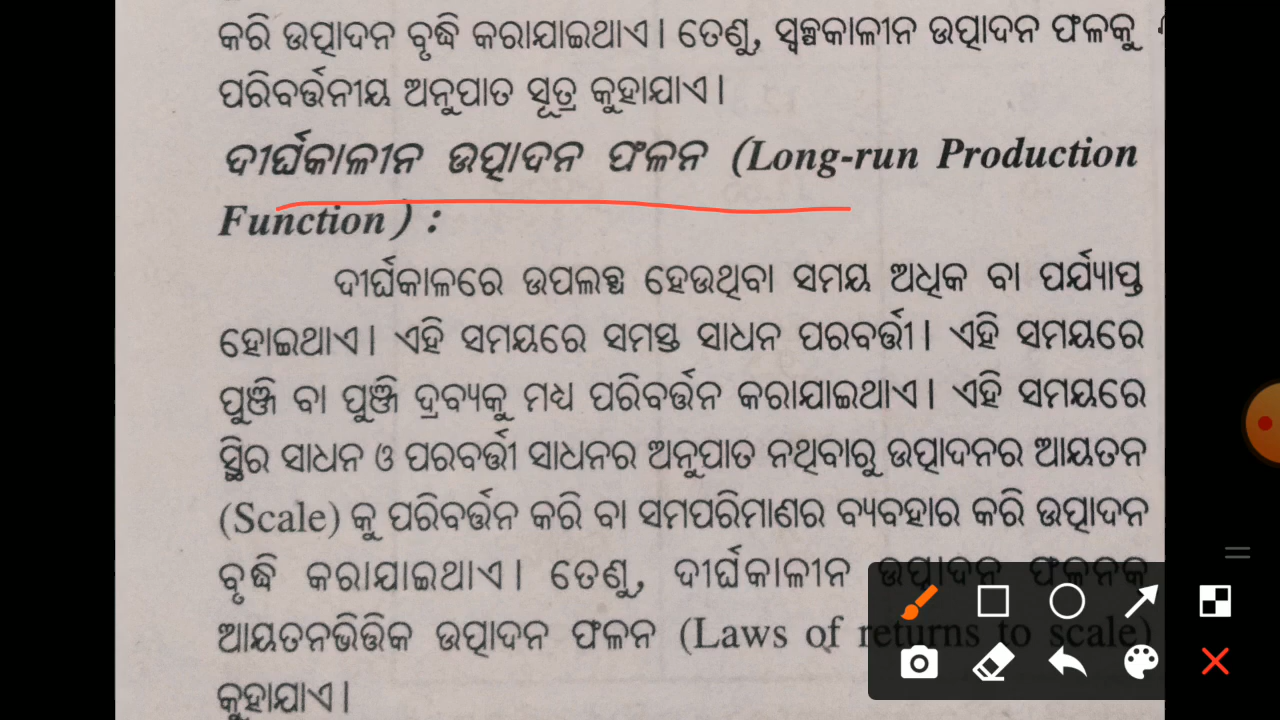 କରି ଉତ୍ପାଦନ ବୃଦ୍ଧି କରାଯାଇଥାଏ। ତେଣୁ, ସ୍ୱଳ୍ପକାଳୀନ ଉତ୍ପାଦନ ଫଳକୁ
ପରିବର୍ତ୍ତନୀୟ ଅନୁପାତ ସୂତ୍ର କୁହାଯାଏ।
ଦୀର୍ଘକାଳୀନ ଉତ୍ପାଦନ ଫଳନ (Long-run Production
Function) :
ଦୀର୍ଘକାଳରେ ଉପଲବ୍ଧ ହେଉଥିବା ସମୟ ଅଧିକ ବା ପର୍ଯ୍ୟାପ୍ତ
ହୋଇଥାଏ। ଏହି ସମୟରେ ସମସ୍ତ ସାଧନ ପରବର୍ତ୍ତୀ। ଏହି ସମୟରେ
ପୁଞ୍ଜି ବା ପୁଞ୍ଜି ଦ୍ରବ୍ୟକୁ ମଧ୍ୟ ପରିବର୍ତ୍ତନ କରାଯାଇଥାଏ। ଏହି ସମୟରେ
ସ୍ଥିର ସାଧନ ଓ ପରବର୍ତ୍ତୀ ସାଧନର ଅନୁପାତ ନଥିବାରୁ ଉତ୍ପାଦନର ଆୟତନ
(Scale) କୁ ପରିବର୍ତ୍ତନ କରି ବା ସମପରିମାଣର ବ୍ୟବହାର କରି ଉତ୍ପାଦନ
ବୃଦ୍ଧି କରାଯାଇଥାଏ। ତେଣୁ, ଦୀର୍ଘକାଳୀନ ଉତ୍ପାଦନ ଫଳନକୁ
ଆୟତନଭିତ୍ତିକ ଉତ୍ପାଦନ ଫଳନ (Laws of returns to scale)
କୁହାଯାଏ।